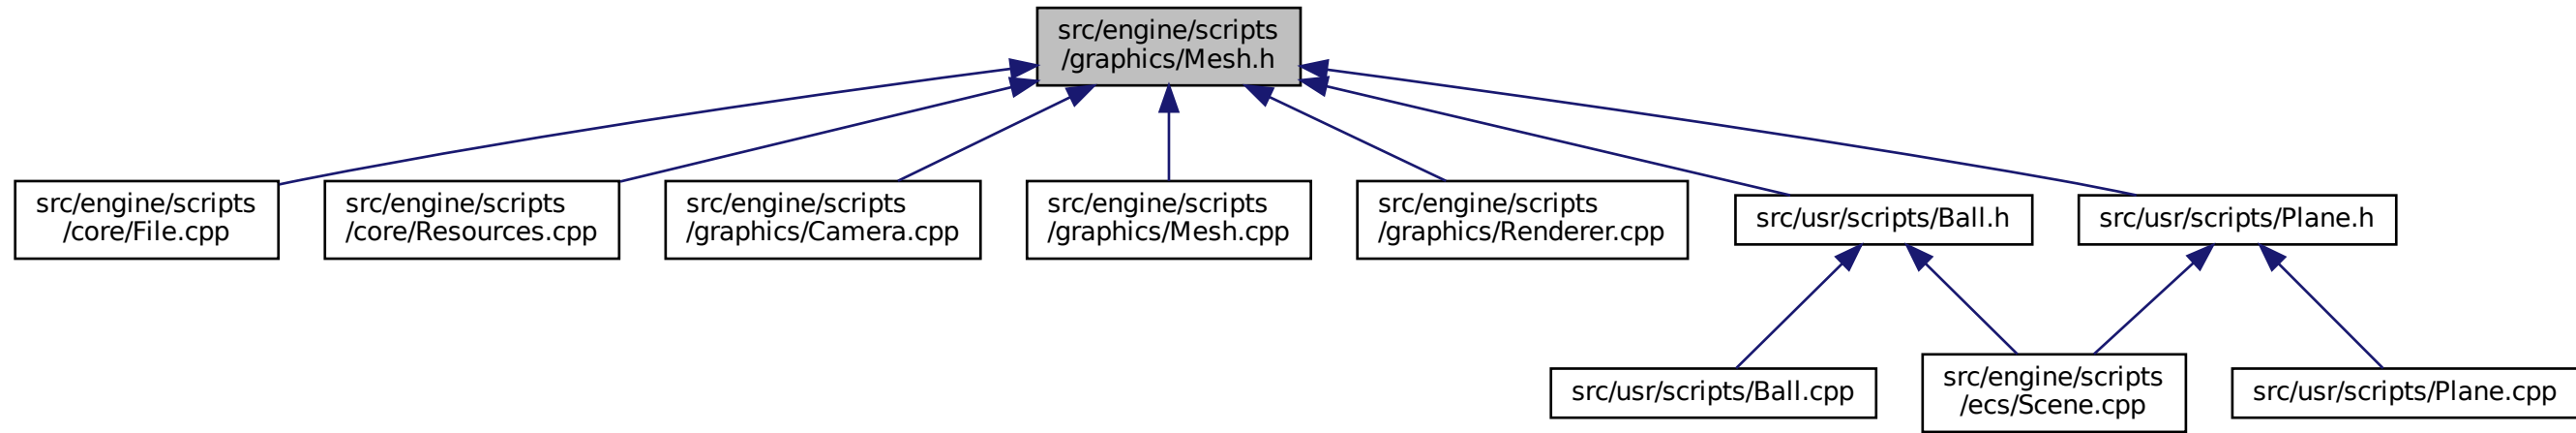 src/engine/scripts
/graphics/Mesh.h
src/engine/scripts
/core/File.cpp
src/engine/scripts
/core/Resources.cpp
src/engine/scripts
/graphics/Camera.cpp
src/engine/scripts
/graphics/Mesh.cpp
src/engine/scripts
/graphics/Renderer.cpp
src/usr/scripts/Ball.h
src/usr/scripts/Plane.h
src/usr/scripts/Ball.cpp
src/engine/scripts
/ecs/Scene.cpp
src/usr/scripts/Plane.cpp